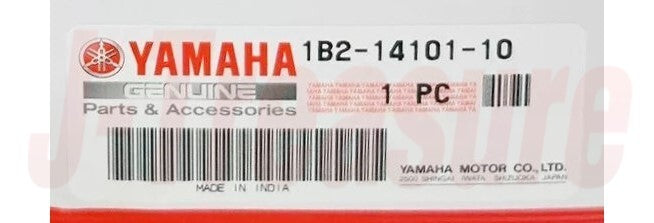 YAMAHA 1B2-14101-10
GENUINE
Parts & Accessories
1 PC
YAMAHA MOTOR CO., LTD.
2500 SHINGAI, IWATA, SHIZUOKA, JAPAN
MADE IN INDIA